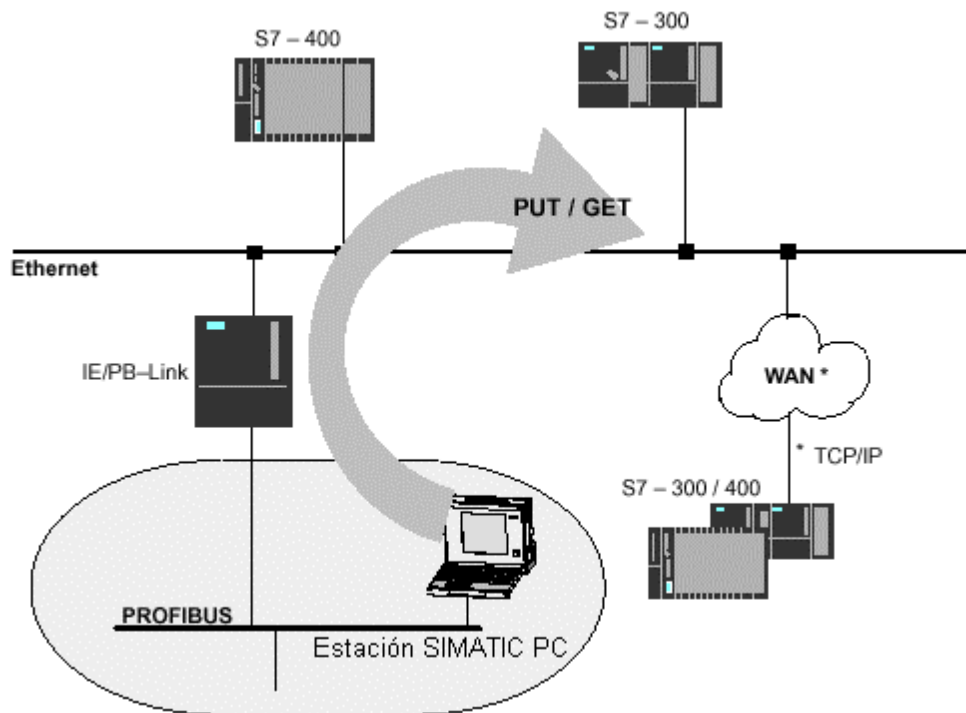 S7 – 400
S7 – 300
PUT / GET
Ethernet
IE/PB–Link
WAN *
* TCP/IP
S7 – 300 / 400
PROFIBUS
Estación SIMATIC PC